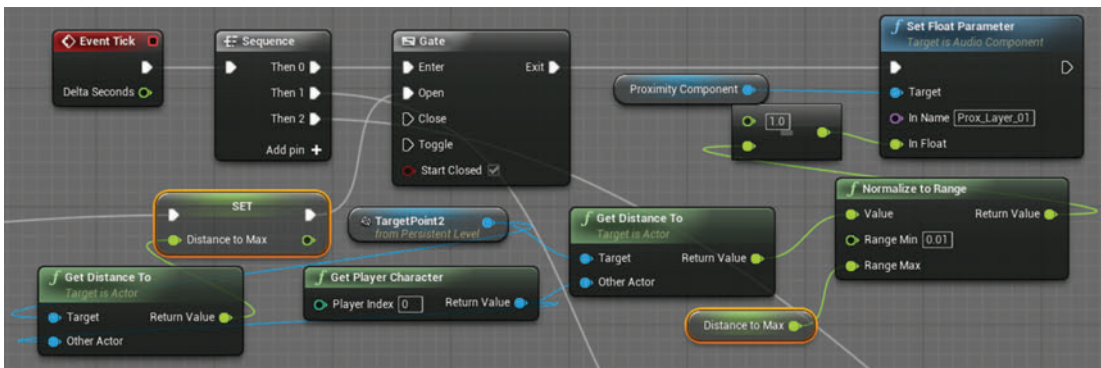 Event Tick
Delta Seconds
Sequence
Then 0
Then 1
Then 2
Add pin +
Gate
Enter
Exit
Open
Close
Toggle
Start Closed
f Set Float Parameter
Target is Audio Component
Target
In Name Prox_Layer_01
In Float
Proximity Component
1.0
SET
Distance to Max
TargetPoint2
from Persistent Level
f Get Distance To
Target is Actor
Target Return Value
Other Actor
f Normalize to Range
Value Return Value
Range Min 0.01
Range Max
f Get Distance To
Target is Actor
Target Return Value
Other Actor
f Get Player Character
Player Index 0 Return Value
Distance to Max